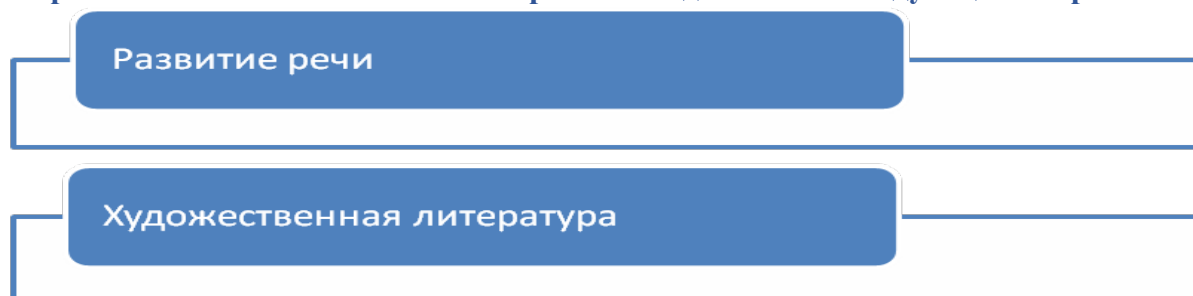 Развитие речи
Художественная литература